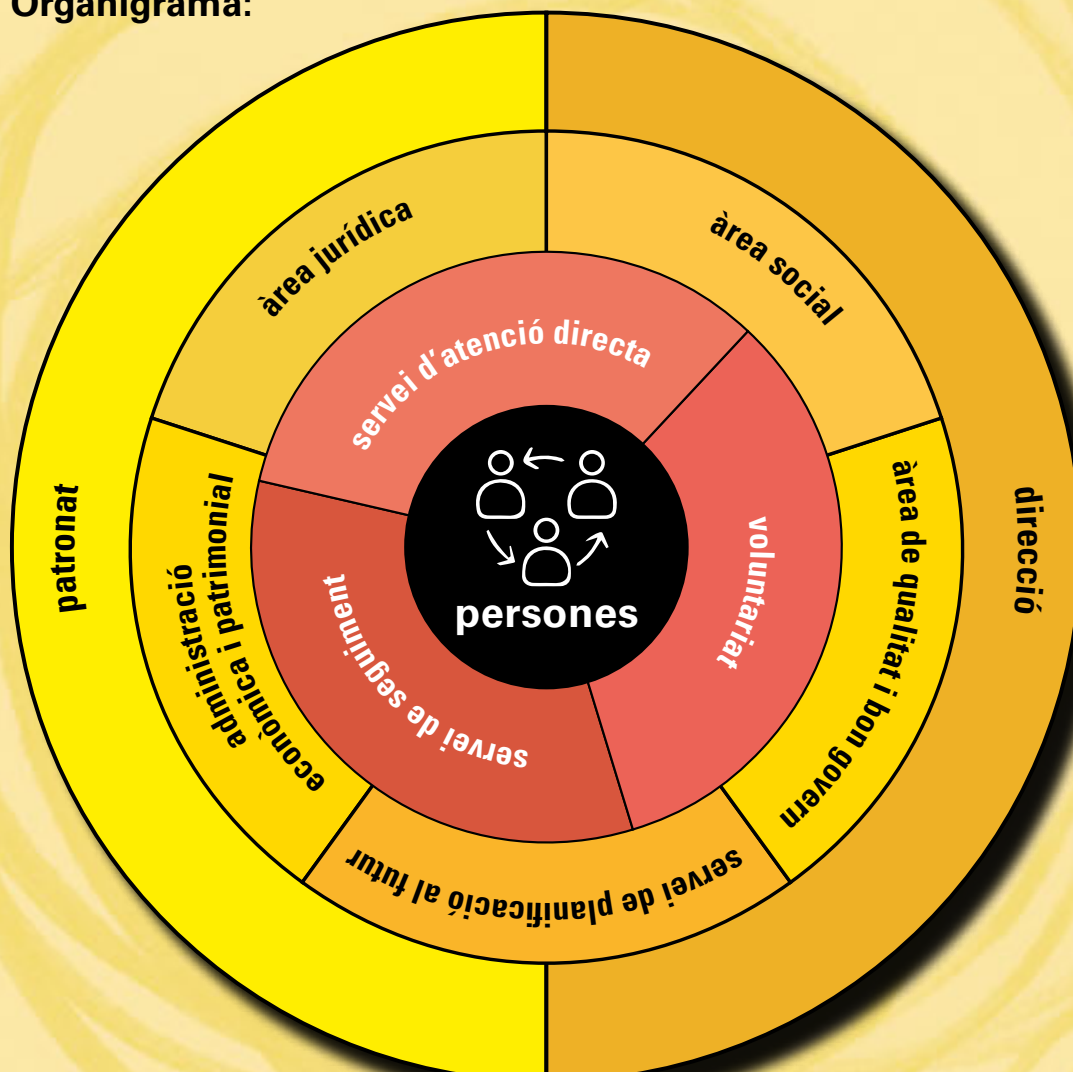 Organigrama:
patronat
direcció
àrea jurídica
àrea social
àrea de qualitat i bon govern
servei de planificació al futur
administració
econòmica i patrimonial
servei d'atenció directa
voluntariat
servei de seguiment
persones